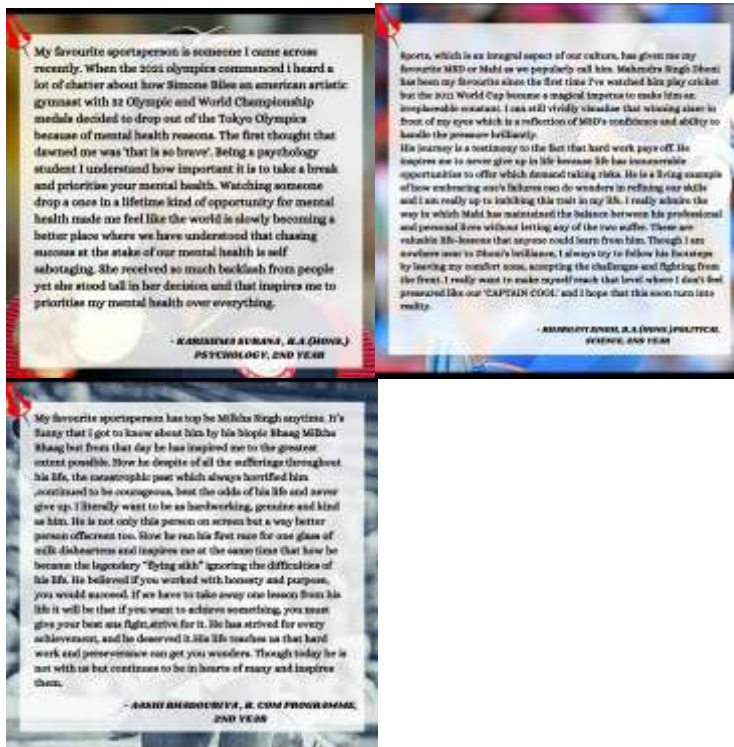 My favourite sportsperson is someone I came across
recently. When the 2021 olympics commenced i heard a
lot of chatter about how Simone Biles an american artistic
gymnast with 32 Olympic and World Championship
medals decided to drop out of the Tokyo Olympics
because of mental health reasons. The first thought that
dawned me was 'that is so brave'. Being a psychology
student I understand how important it is to take a break
and prioritise your mental health. Watching someone
drop a once in a lifetime kind of opportunity for mental
health made me feel like the world is slowly becoming a
better place where we have understood that chasing
success at the stake of our mental health is self
sabotaging. She received so much backlash from people
yet she stood tall in her decision and that inspires me to
prioritise my mental health over everything.
- KARISHMA SURANA, B.A.(HONS.)
PSYCHOLOGY, 2ND YEAR
Sports, which is an integral aspect of our culture, has given me my
favourite MSD or Mahi as we popularly call him. Mahendra Singh Dhoni
has been my favourite since the first time I've watched him play cricket
but the 2011 World Cup became a magical impetus to make him an
irreplaceable constant. I can still vividly visualise that winning sixer in
front of my eyes which is a reflection of MSD's confidence and ability to
handle the pressure brilliantly.
His journey is a testimony to the fact that hard work pays off. He
inspires me to never give up in life because life has innumerable
opportunities to offer which demand taking risks. He is a living example
of how embracing one's failures can do wonders in refining our skills
and I am really up to imbibing this trait in my life. I really admire the
way in which Mahi has maintained the balance between his professional
and personal lives without letting any of the two suffer. These are
valuable life-lessons that anyone could learn from him. Though I am
nowhere near to Dhoni's brilliance, I always try to follow his footsteps
by leaving my comfort zone, accepting the challenges and fighting from
the front. I really want to make myself reach that level where I don't feel
pressured like our 'CAPTAIN COOL' and I hope that this soon turn into
reality.
SINGH, B.A.(HONS.) POLITICAL
SCIENCE, 2ND YEAR
My favourite sportsperson has top be Milkha Singh anytime. It's
funny that i got to know about him by his biopic Bhaag Milkha
Bhaag but from that day he has inspired me to the greatest
extent possible. How he despite of all the sufferings throughout
his life, the catastrophic past which always horrified him
,continued to be courageous, beat the odds of his life and never
give up. I literally want to be as hardworking, genuine and kind
as him. He is not only this person on screen but a way better
person offscreen too. How he ran his first race for one glass of
milk disheartens and inspires me at the same time that how he
became the legendary "flying sikh" ignoring the difficulties of
his life. He believed if you worked with honesty and purpose,
you would succeed. If we have to take away one lesson from his
life it will be that if you want to achieve something, you must
give your best ans fight,strive for it. He has strived for every
achievement, and he deserved it.His life teaches us that hard
work and perseverance can get you wonders. Though today he is
not with us but continues to be in hearts of many and inspires
them.
- AASHI BHADOURIYA, B. COM PROGRAMME,
2ND YEAR